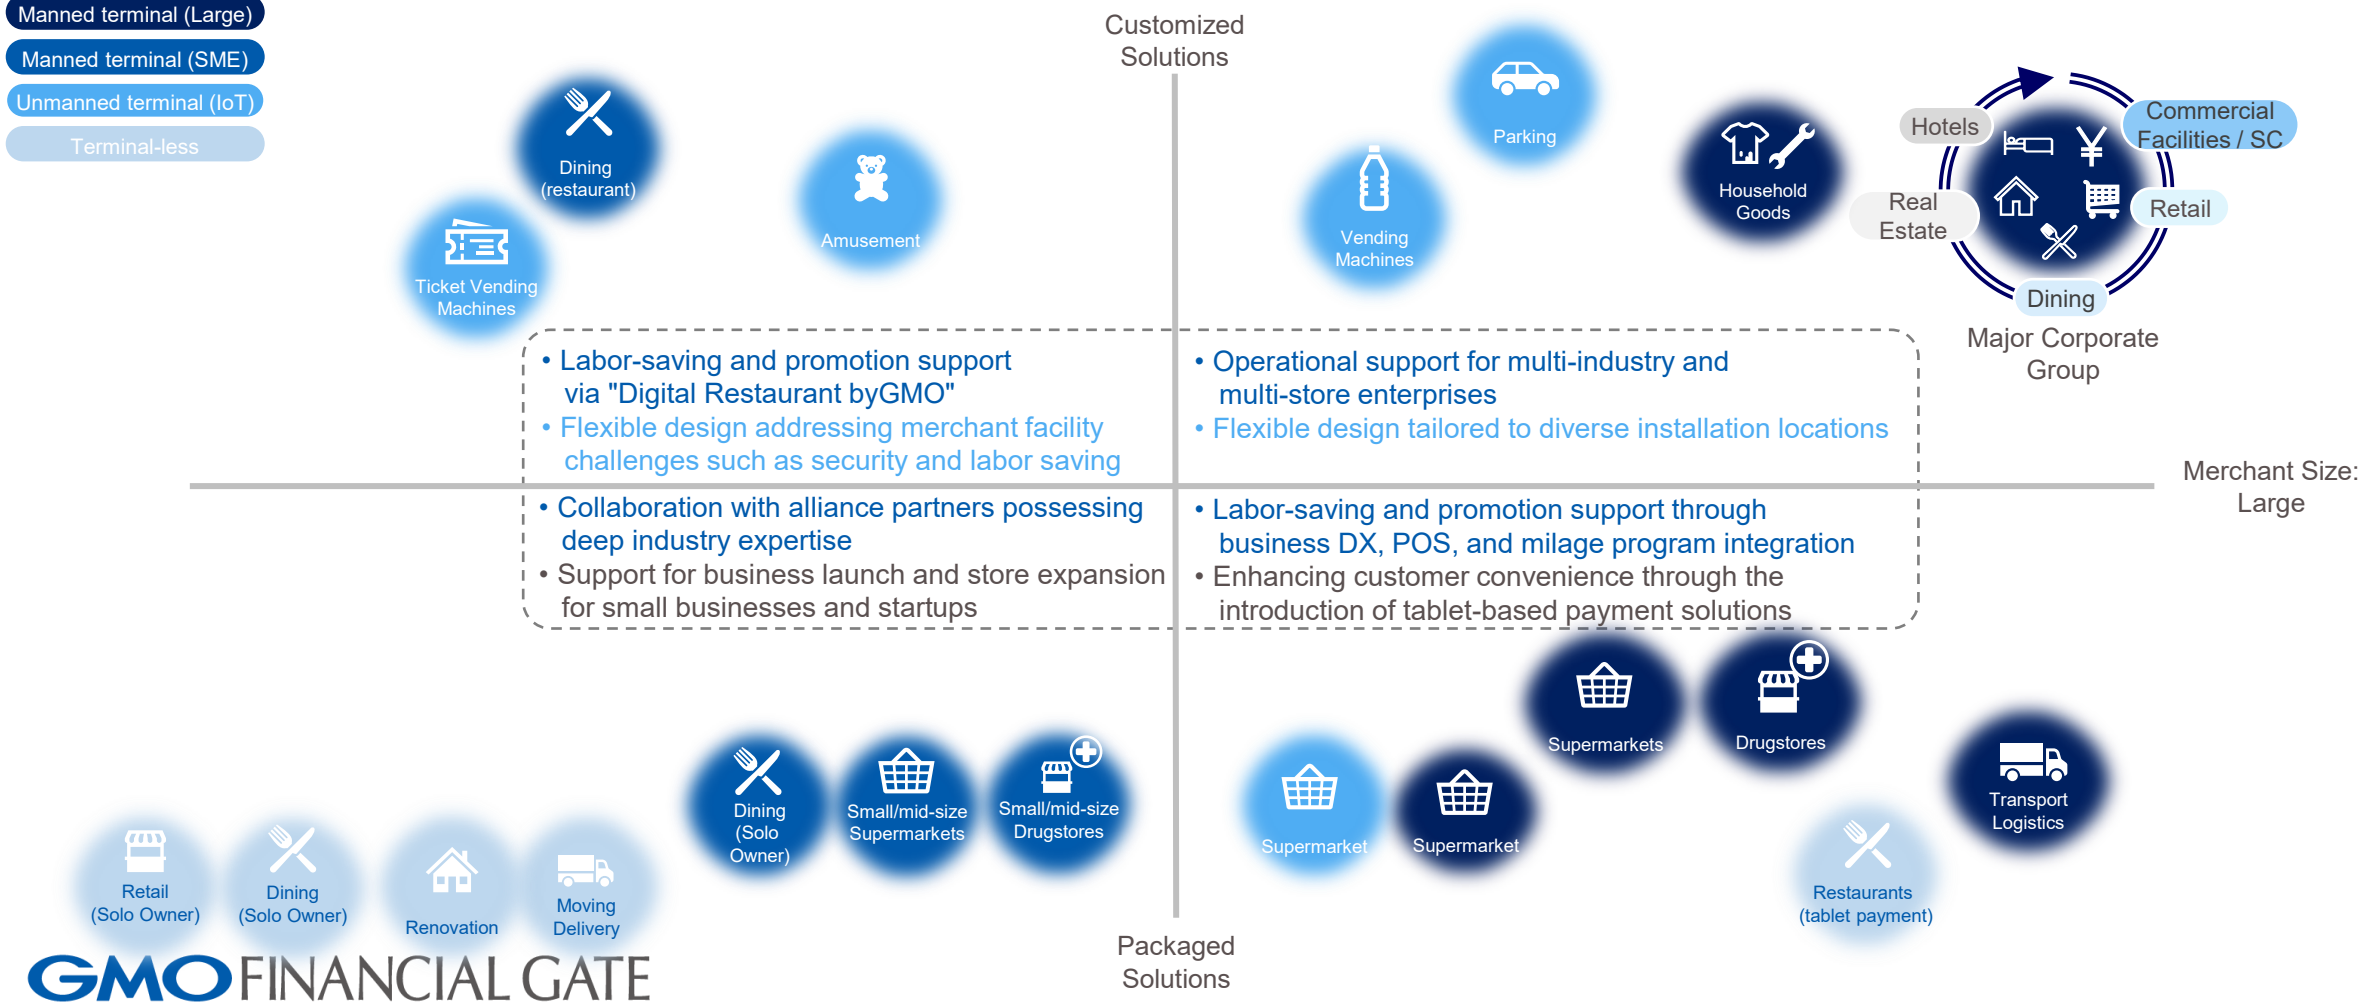 Manned terminal (Large)
Manned terminal (SME)
Unmanned terminal (IoT)
Terminal-less
Customized
Solutions
Dining
(restaurant)
Ticket Vending
Machines
Amusement
Parking
Vending
Machines
Household
Goods
Hotels
Commercial
Facilities / SC
Real
Estate
Retail
Dining
Major Corporate
Group
• Labor-saving and promotion support
via "Digital Restaurant byGMO"
• Flexible design addressing merchant facility
challenges such as security and labor saving
• Operational support for multi-industry and
multi-store enterprises
• Flexible design tailored to diverse installation locations
Merchant Size:
Large
• Collaboration with alliance partners possessing
deep industry expertise
• Support for business launch and store expansion
for small businesses and startups
• Labor-saving and promotion support through
business DX, POS, and milage program integration
• Enhancing customer convenience through the
introduction of tablet-based payment solutions
Retail
(Solo Owner)
Dining
(Solo Owner)
Renovation
Moving
Delivery
Dining
(Solo
Owner)
Small/mid-size
Supermarkets
Small/mid-size
Drugstores
Supermarket
Supermarket
Supermarkets
Drugstores
Transport
Logistics
Restaurants
(tablet payment)
Packaged
Solutions
GMO FINANCIAL GATE